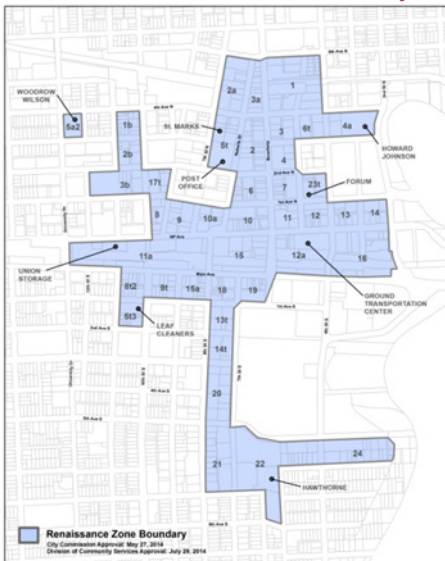 WOODROW
WILSON
5a2
1b
2b
3b
17t
ST. MARKS
POST
OFFICE
2a
3a
1
5t
2
3
6t
4a
HOWARD
JOHNSON
4
6
7
23t
FORUM
8
9
10a
10
11
12
13
14
UNION
STORAGE
11a
15
12a
16
GROUND
TRANSPORTATION
CENTER
8t2
9t
15a
18
19
5t3
LEAF
CLEANERS
13t
14t
20
21
22
24
HAWTHORNE
NP Ave
Main Ave
Renaissance Zone Boundary
City Commission Approval: May 27, 2014
Division of Community Services Approval: July 29, 2014